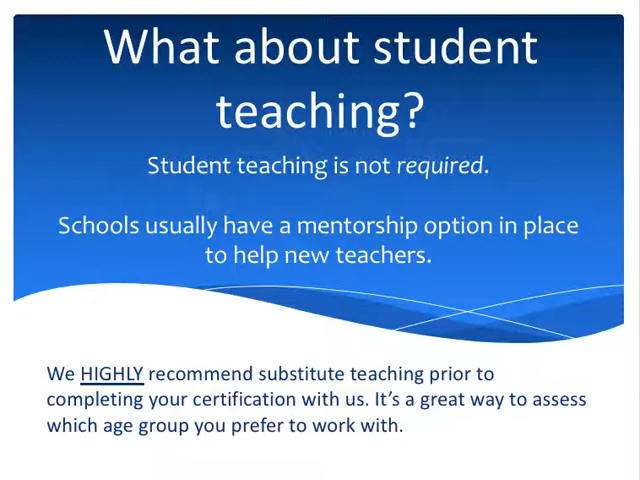 What about student
teaching?
Student teaching is not required.
Schools usually have a mentorship option in place
to help new teachers.
We HIGHLY recommend substitute teaching prior to
completing your certification with us. It’s a great way to assess
which age group you prefer to work with.